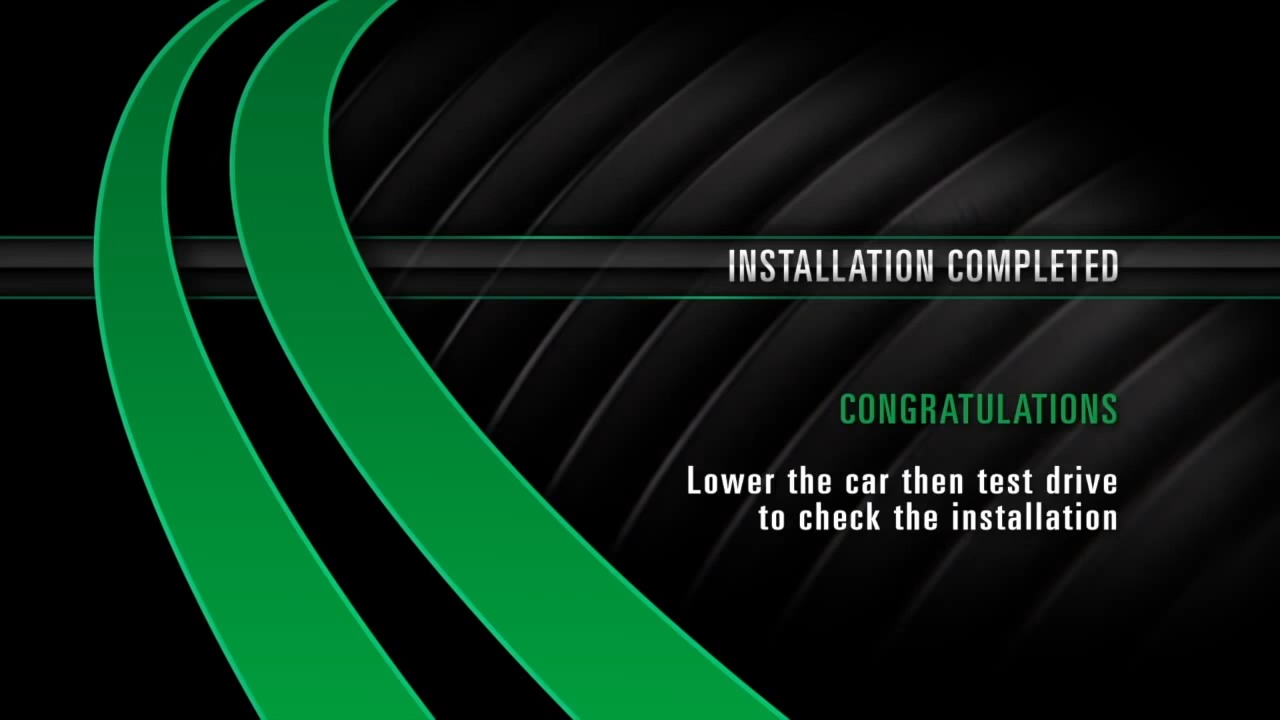 INSTALLATION COMPLETED
CONGRATULATIONS
Lower the car then test drive
to check the installation